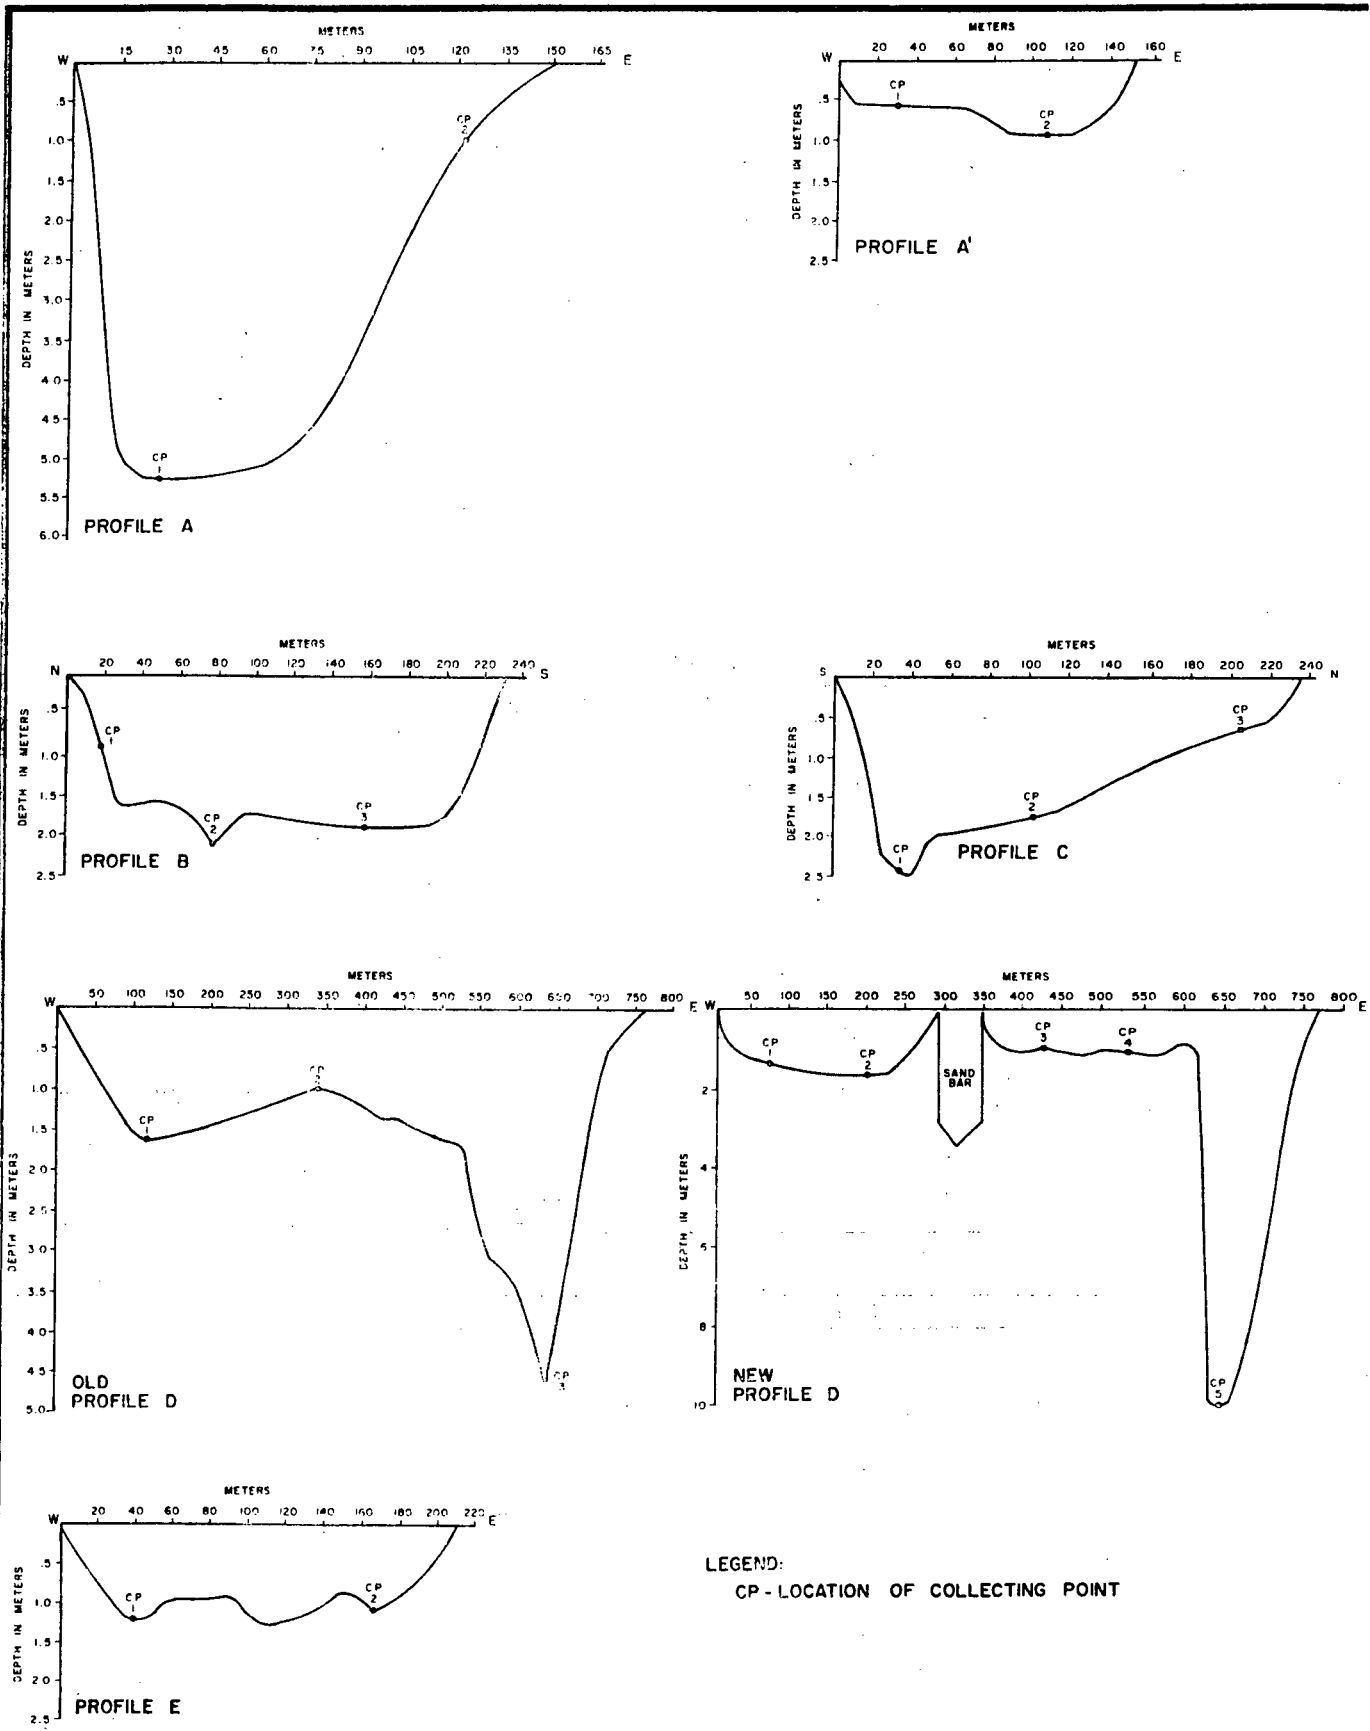 METERS
W 15 30 45 60 75 90 105 120 135 150 165 E
.5
1.0
1.5
2.0
2.5
3.0
3.5
4.0
4.5
5.0
5.5
6.0
DEPTH IN METERS
CP
2
CP
1
PROFILE A
METERS
W 20 40 60 80 100 120 140 160 E
.5
1.0
1.5
2.0
2.5
DEPTH IN METERS
CP
1
CP
2
PROFILE A'
METERS
N 20 40 60 80 100 120 140 160 180 200 220 240 S
.5
1.0
1.5
2.0
2.5
DEPTH IN METERS
CP
1
CP
2
CP
3
PROFILE B
METERS
S 20 40 60 80 100 120 140 160 180 200 220 240 N
.5
1.0
1.5
2.0
2.5
DEPTH IN METERS
CP
3
CP
2
CP
1
PROFILE C
METERS
W 50 100 150 200 250 300 350 400 450 500 550 600 650 700 750 800 E
.5
1.0
1.5
2.0
2.5
3.0
3.5
4.0
4.5
5.0
DEPTH IN METERS
CP
1
CP
CP
3
OLD
PROFILE D
METERS
W 50 100 150 200 250 300 350 400 450 500 550 600 650 700 750 800 E
2
4
6
8
10
DEPTH IN METERS
CP
1
CP
2
SAND
BAR
CP
3
CP
4
CP
5
NEW
PROFILE D
METERS
W 20 40 60 80 100 120 140 160 180 200 220 E
.5
1.0
1.5
2.0
2.5
DEPTH IN METERS
CP
1
CP
2
PROFILE E
LEGEND:
CP - LOCATION OF COLLECTING POINT